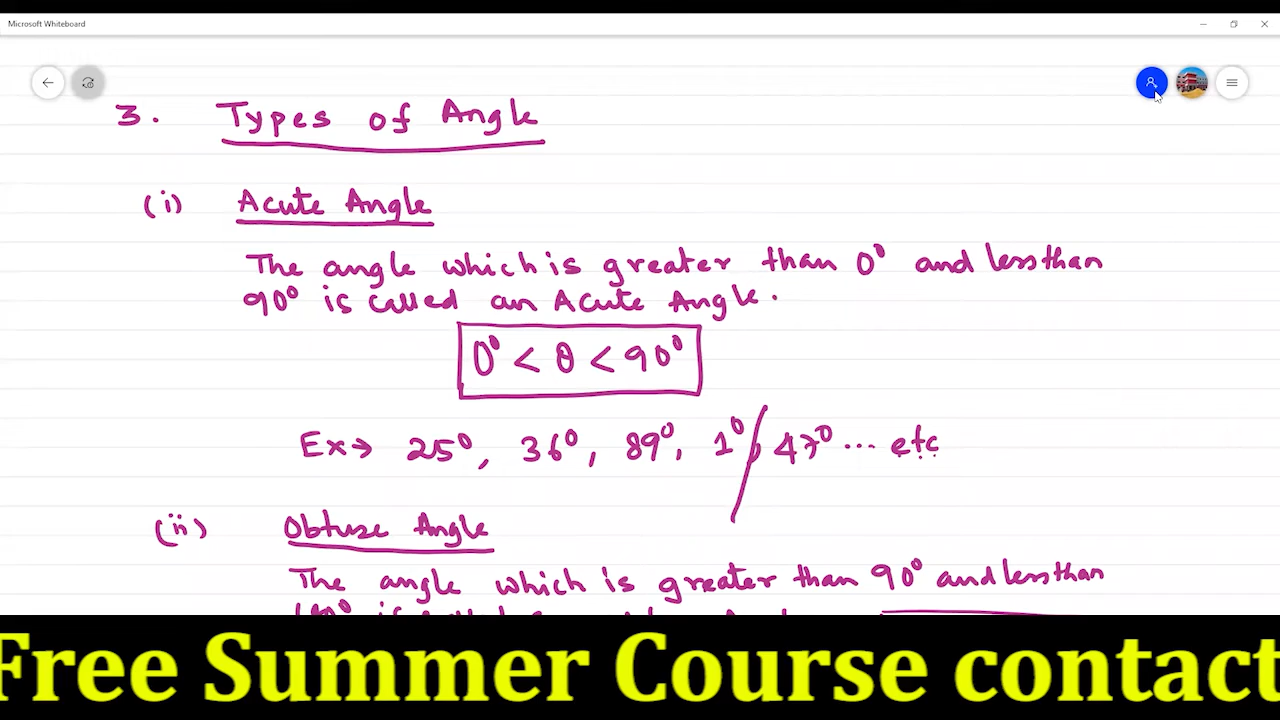 Microsoft Whiteboard
3. Types of Angle
(i) Acute Angle
The angle which is greater than 0° and less than
90° is called an Acute Angle.
0° < θ < 90°
Ex→ 25°, 36°, 89°, 1°, 47° ... etc
(ii) Obtuse Angle
The angle which is greater than 90° and less than
Free Summer Course contact